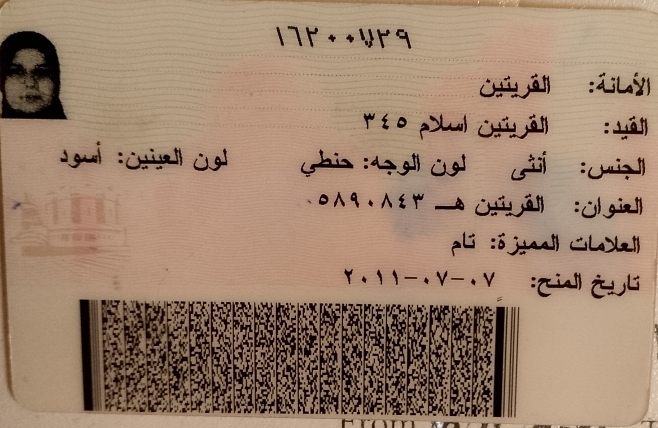 ١٦٢٠٠٧٢٩
الأمانة: القريتين
القيد: القريتين اسلام ٣٤٥
الجنس: أنثى لون الوجه: حنطي لون العينين: أسود
العنوان: القريتين هـ ٥٨٩٠٨٤٣
العلامات المميزة: تام
تاريخ المنح: ٠٧-٠٧-٢٠١١
From